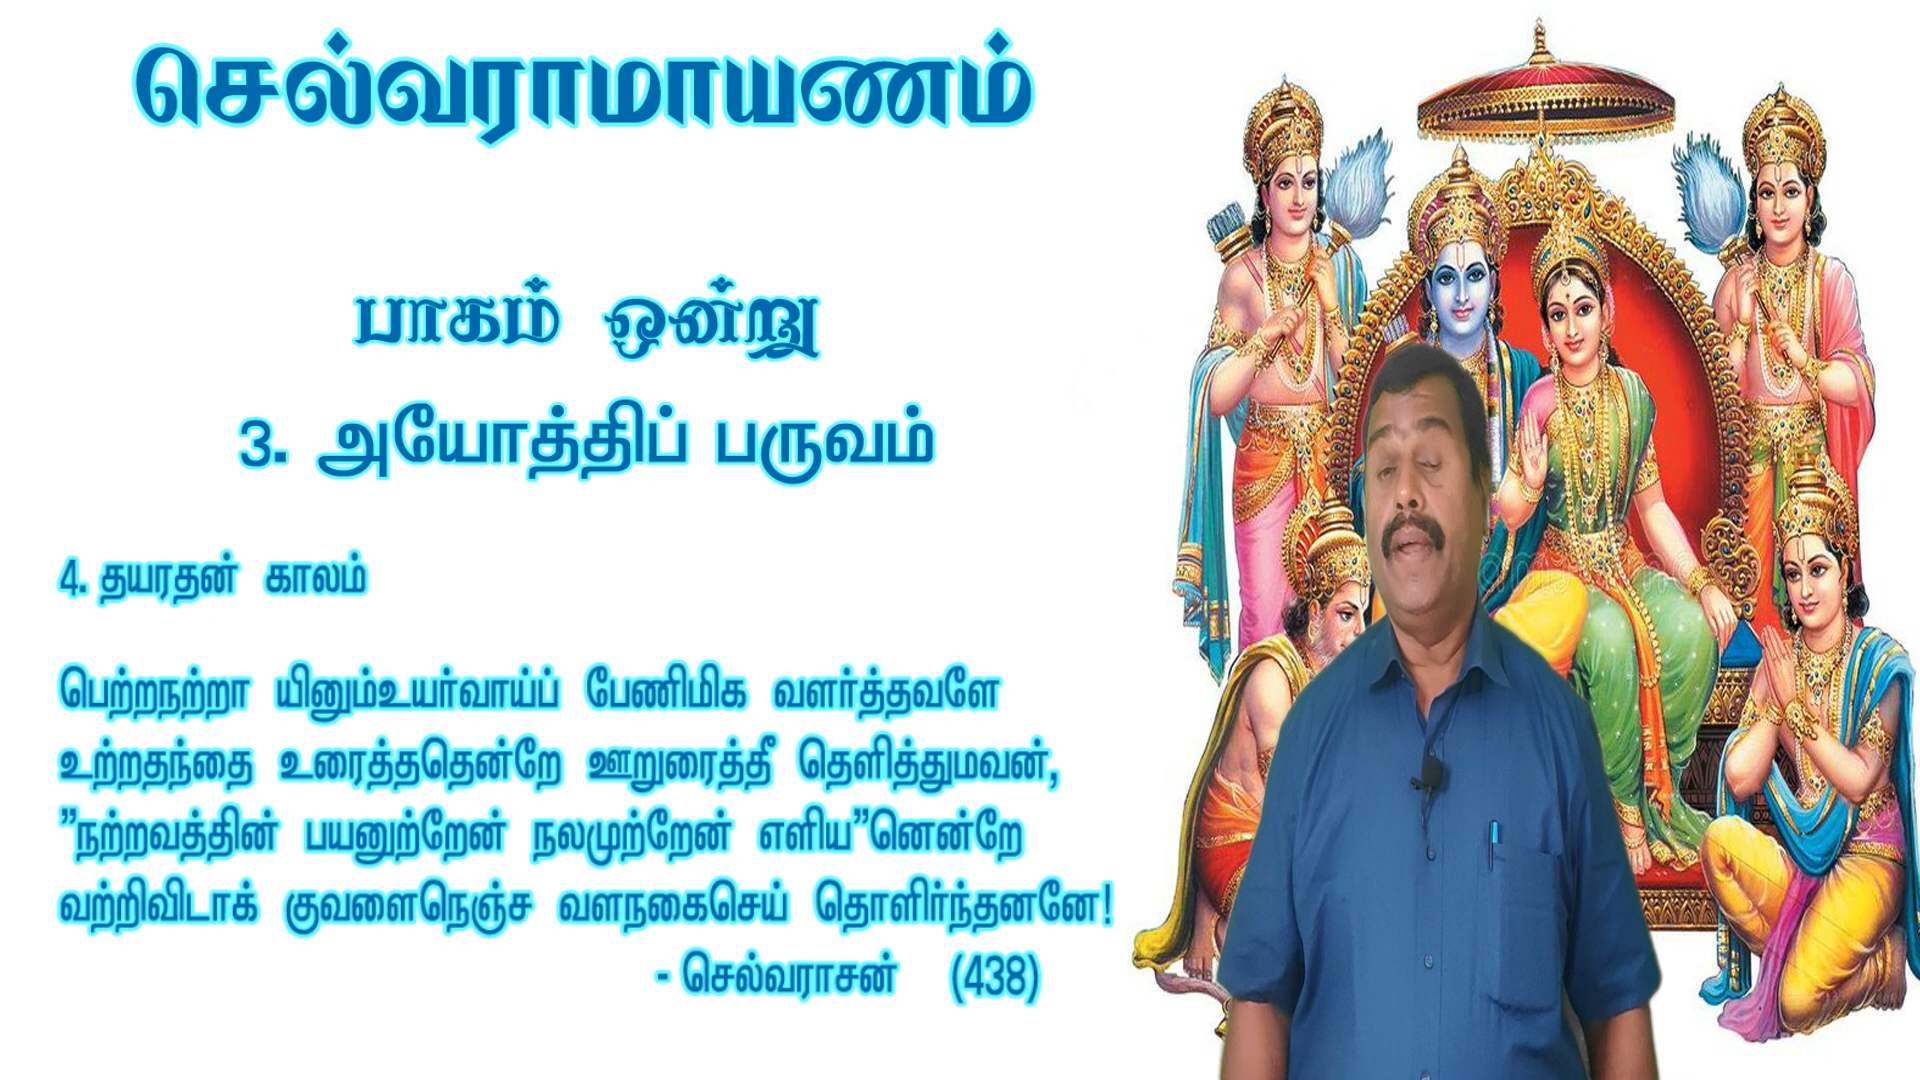 செல்வராமாயணம்
பாகம் ஒன்று
3. அயோத்திப் பருவம்
4. தயரதன் காலம்
பெற்றநற்றா யினும்உயர்வாய்ப் பேணிமிக வளர்த்தவளே
உற்றதந்தை உரைத்ததென்றே ஊறுரைத்தீ தெளித்துமவன்,
”நற்றவத்தின் பயனுற்றேன் நலமுற்றேன் எளிய”னென்றே
வற்றிவிடாக் குவளைநெஞ்ச வளநகைசெய் தொளிர்ந்தனனே!
- செல்வராசன் (438)